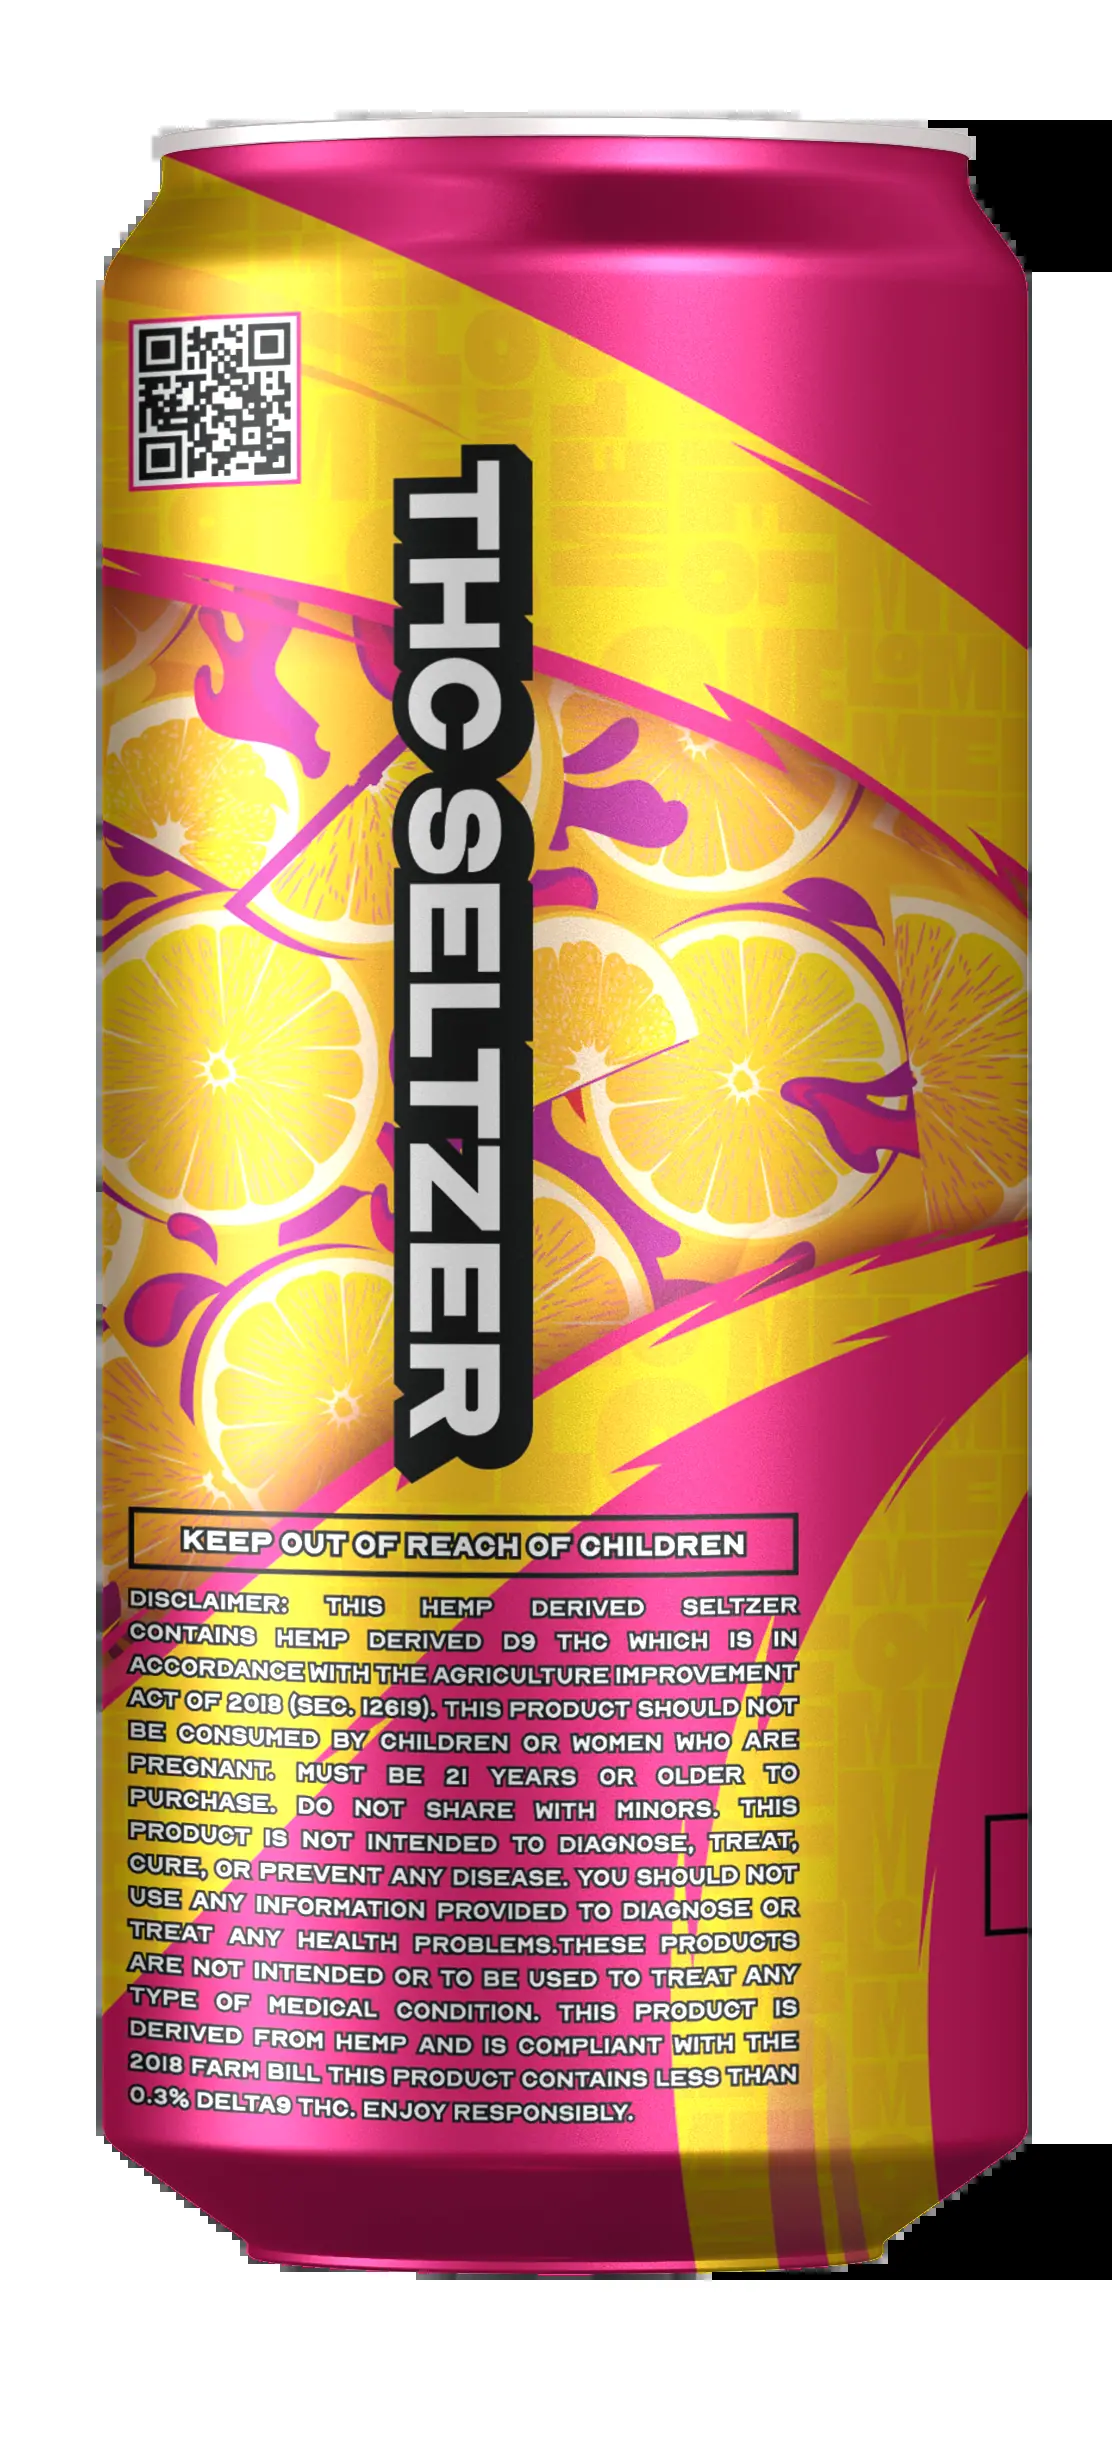 THC SELTZER
KEEP OUT OF REACH OF CHILDREN
DISCLAIMER: THIS HEMP DERIVED SELTZER
CONTAINS HEMP DERIVED D9 THC WHICH IS IN
ACCORDANCE WITH THE AGRICULTURE IMPROVEMENT
ACT OF 2018 (SEC. 12619). THIS PRODUCT SHOULD NOT
BE CONSUMED BY CHILDREN OR WOMEN WHO ARE
PREGNANT. MUST BE 21 YEARS OR OLDER TO
PURCHASE. DO NOT SHARE WITH MINORS. THIS
PRODUCT IS NOT INTENDED TO DIAGNOSE, TREAT,
CURE, OR PREVENT ANY DISEASE. YOU SHOULD NOT
USE ANY INFORMATION PROVIDED TO DIAGNOSE OR
TREAT ANY HEALTH PROBLEMS.THESE PRODUCTS
ARE NOT INTENDED OR TO BE USED TO TREAT ANY
TYPE OF MEDICAL CONDITION. THIS PRODUCT IS
DERIVED FROM HEMP AND IS COMPLIANT WITH THE
2018 FARM BILL THIS PRODUCT CONTAINS LESS THAN
0.3% DELTA9 THC. ENJOY RESPONSIBLY.